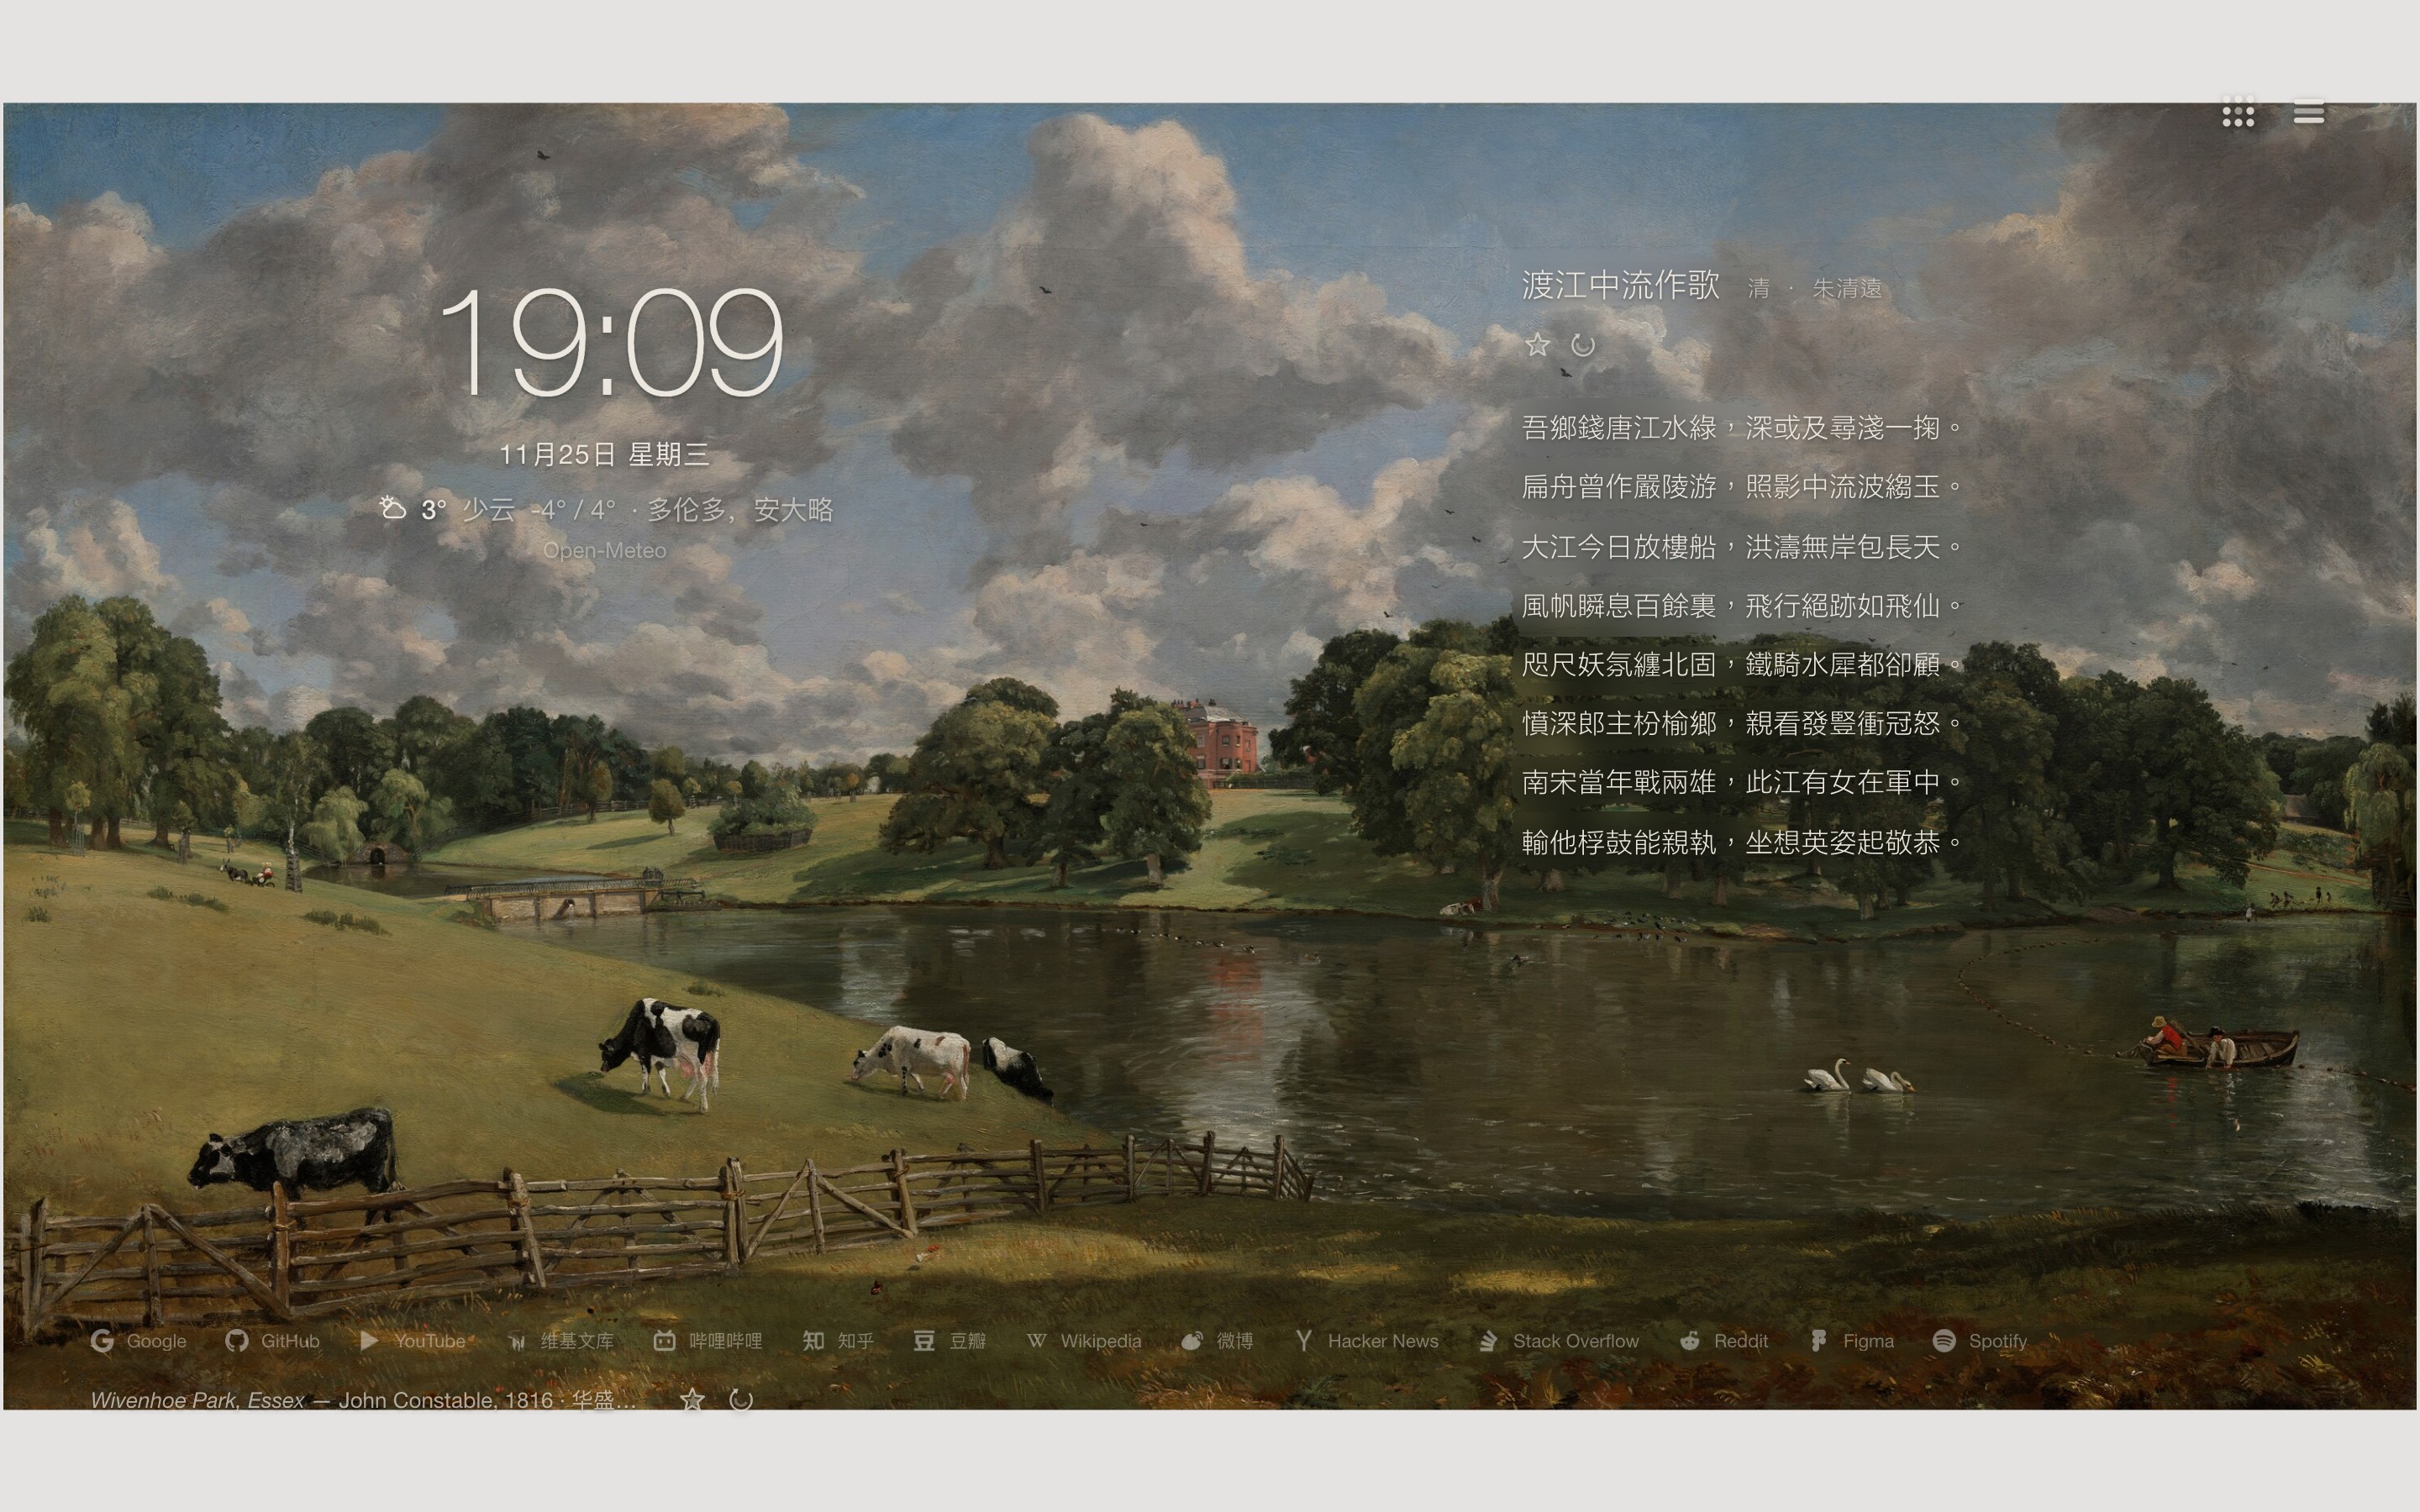 19:09
11月25日 星期三
3° 少云 -4° / 4° · 多伦多，安大略
Open-Meteo
渡江中流作歌 清 · 朱清遠
吾鄉錢唐江水綠，深或及尋淺一掬。
扁舟曾作嚴陵游，照影中流波縐玉。
大江今日放樓船，洪濤無岸包長天。
風帆瞬息百餘裏，飛行絕跡如飛仙。
咫尺妖氛纏北固，鐵騎水犀都卻顧。
憤深郎主枌榆鄉，親看發豎衝冠怒。
南宋當年戰兩雄，此江有女在軍中。
輸他桴鼓能親執，坐想英姿起敬恭。
Google GitHub YouTube 维基文库 哔哩哔哩 知乎 豆瓣 Wikipedia 微博 Hacker News Stack Overflow Reddit Figma Spotify
Wivenhoe Park, Essex — John Constable, 1816 · 华盛…